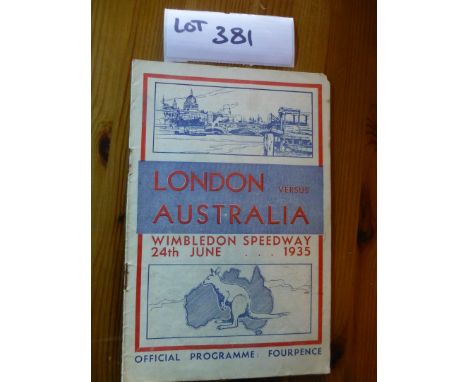 LOT 381
LONDON VERSUS
AUSTRALIA
WIMBLEDON SPEEDWAY
24th JUNE . . . 1935
OFFICIAL PROGRAMME: FOURPENCE